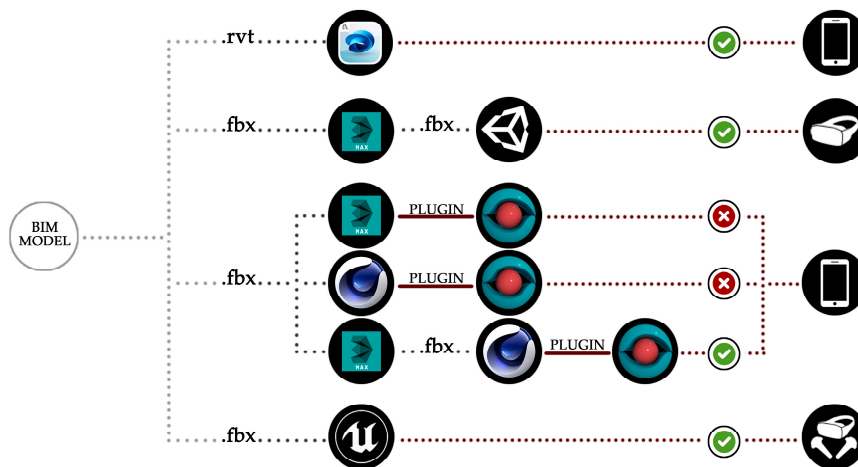 .rvt
.fbx
MAX
.fbx
BIM
MODEL
MAX
PLUGIN
.fbx
PLUGIN
MAX
.fbx
PLUGIN
.fbx